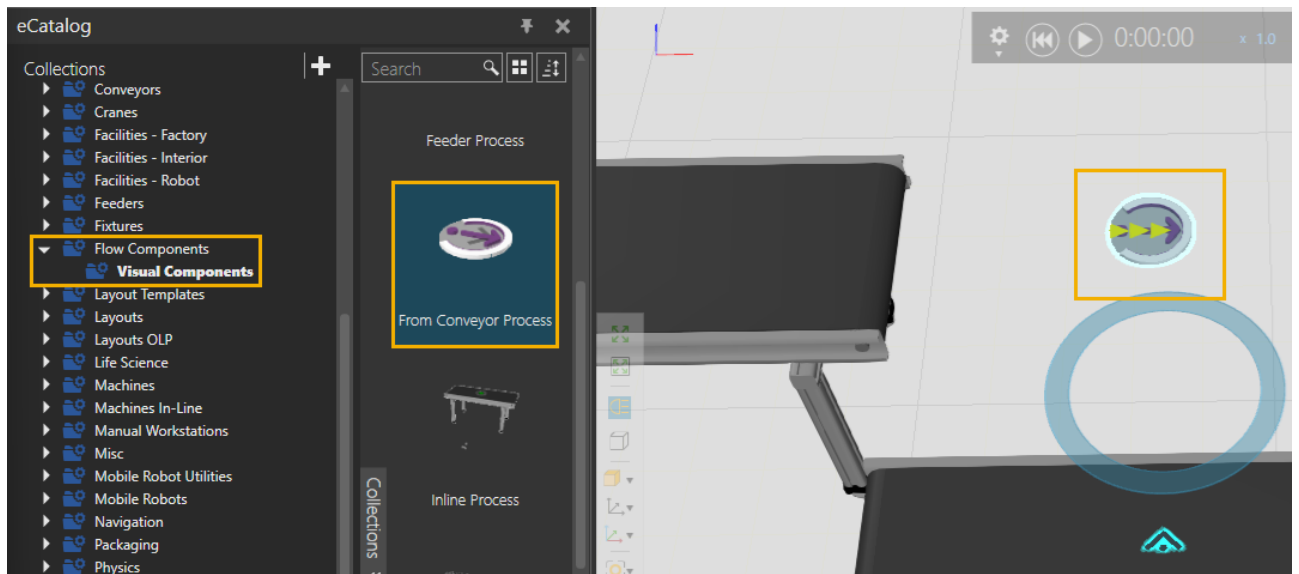 eCatalog
Collections
Conveyors
Cranes
Facilities - Factory
Facilities - Interior
Facilities - Robot
Feeders
Fixtures
Flow Components
Visual Components
Layout Templates
Layouts
Layouts OLP
Life Science
Machines
Machines In-Line
Manual Workstations
Misc
Mobile Robot Utilities
Mobile Robots
Navigation
Packaging
Physics
Search
Feeder Process
From Conveyor Process
Inline Process
Collections
0:00:00
x 1.0